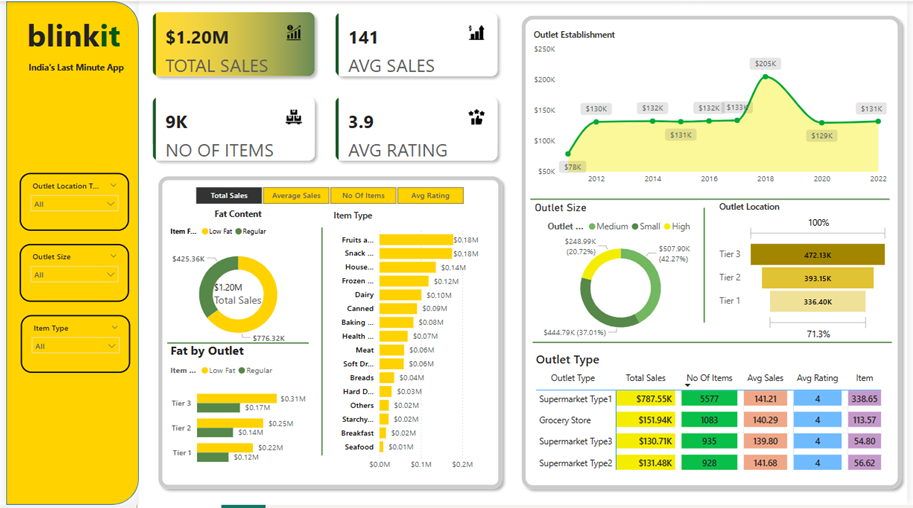 blinkit
India's Last Minute App
Outlet Location T...
All
Outlet Size
All
Item Type
All
$1.20M
TOTAL SALES
141
AVG SALES
9K
NO OF ITEMS
3.9
AVG RATING
Total Sales
Average Sales
No Of Items
Avg Rating
Fat Content
Item F... Low Fat Regular
$425.36K
$1.20M
Total Sales
$776.32K
Fat by Outlet
Item ... Low Fat Regular
Tier 3 $0.31M
$0.17M
Tier 2 $0.25M
$0.14M
Tier 1 $0.22M
$0.12M
Item Type
Fruits a... $0.18M
Snack ... $0.18M
House... $0.14M
Frozen ... $0.12M
Dairy $0.10M
Canned $0.09M
Baking ... $0.08M
Health ... $0.07M
Meat $0.06M
Soft Dr... $0.06M
Breads $0.04M
Hard D... $0.03M
Others $0.02M
Starchy... $0.02M
Breakfast $0.02M
Seafood $0.01M
$0.0M $0.1M $0.2M
Outlet Establishment
$250K
$200K
$150K
$100K
$50K
$78K
$130K
$132K
$131K
$132K
$133K
$205K
$129K
$131K
2012 2014 2016 2018 2020 2022
Outlet Size
Outlet ... Medium Small High
$248.99K
(20.72%)
$507.90K
(42.27%)
$444.79K (37.01%)
Outlet Location
100%
Tier 3 472.13K
Tier 2 393.15K
Tier 1 336.40K
71.3%
Outlet Type
Outlet Type Total Sales No Of Items Avg Sales Avg Rating Item
Supermarket Type1 $787.55K 5577 141.21 4 338.65
Grocery Store $151.94K 1083 140.29 4 113.57
Supermarket Type3 $130.71K 935 139.80 4 54.80
Supermarket Type2 $131.48K 928 141.68 4 56.62